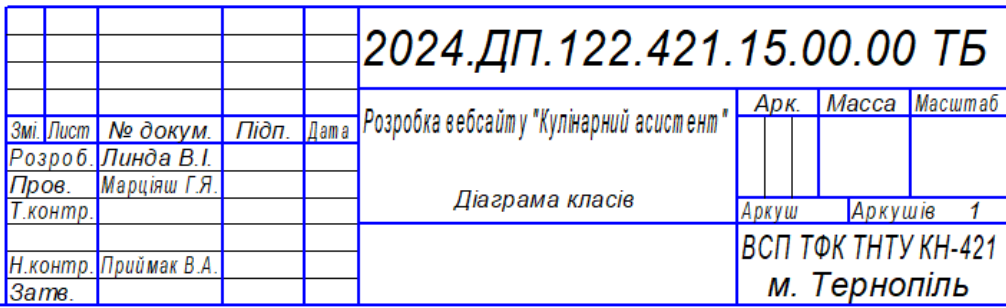 2024.ДП.122.421.15.00.00 ТБ
Змі. Лист № докум. Підп. Дата
Розробка вебсайту "Кулінарний асистент"
Арк. Масса Масштаб
Розроб. Линда В.І.
Пров. Марціяш Г.Я.
Діаграма класів
Т.контр.
Аркуш Аркушів 1
Н.контр. Приймак В.А.
Затв.
ВСП ТФК ТНТУ КН-421
м. Тернопіль